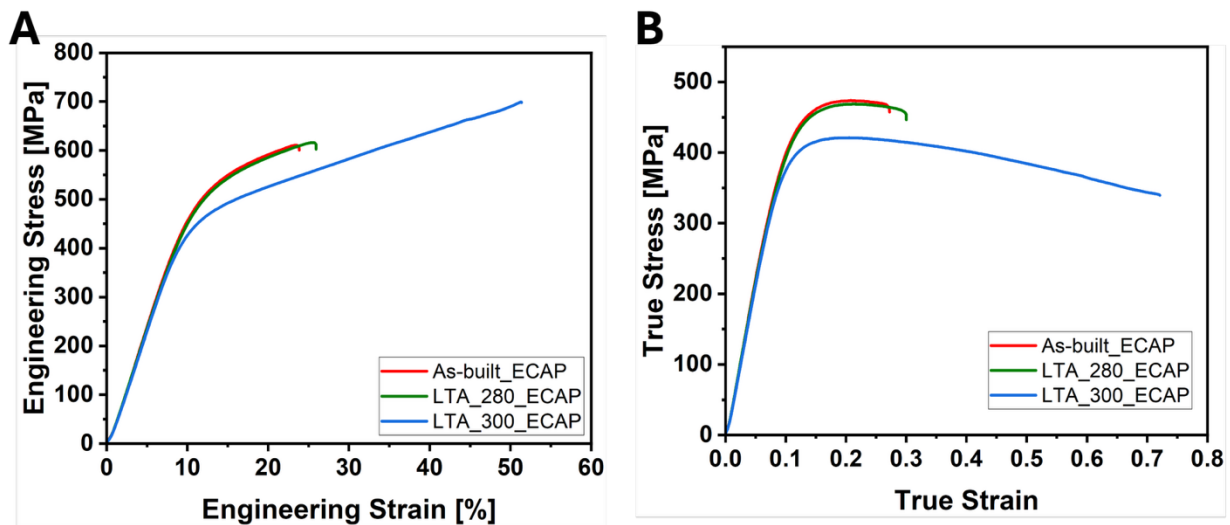 A
800
700
600
500
400
300
200
100
0
0 10 20 30 40 50 60
Engineering Stress [MPa]
Engineering Strain [%]
As-built_ECAP
LTA_280_ECAP
LTA_300_ECAP
B
500
400
300
200
100
0
0.0 0.1 0.2 0.3 0.4 0.5 0.6 0.7 0.8
True Stress [MPa]
True Strain
As-built_ECAP
LTA_280_ECAP
LTA_300_ECAP